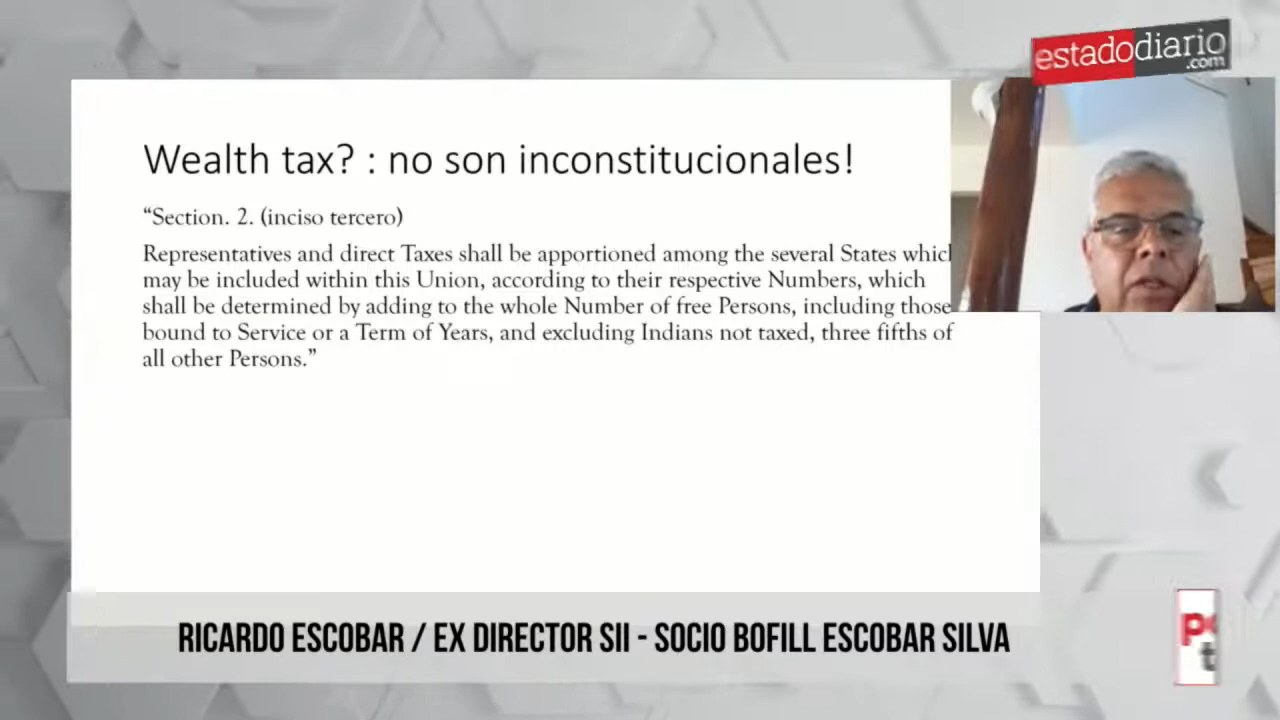 estadodiario
.com
Wealth tax? : no son inconstitucionales!
“Section. 2. (inciso tercero)
Representatives and direct Taxes shall be apportioned among the several States which
may be included within this Union, according to their respective Numbers, which
shall be determined by adding to the whole Number of free Persons, including those
bound to Service or a Term of Years, and excluding Indians not taxed, three fifths of
all other Persons.”
RICARDO ESCOBAR / EX DIRECTOR SII - SOCIO BOFILL ESCOBAR SILVA